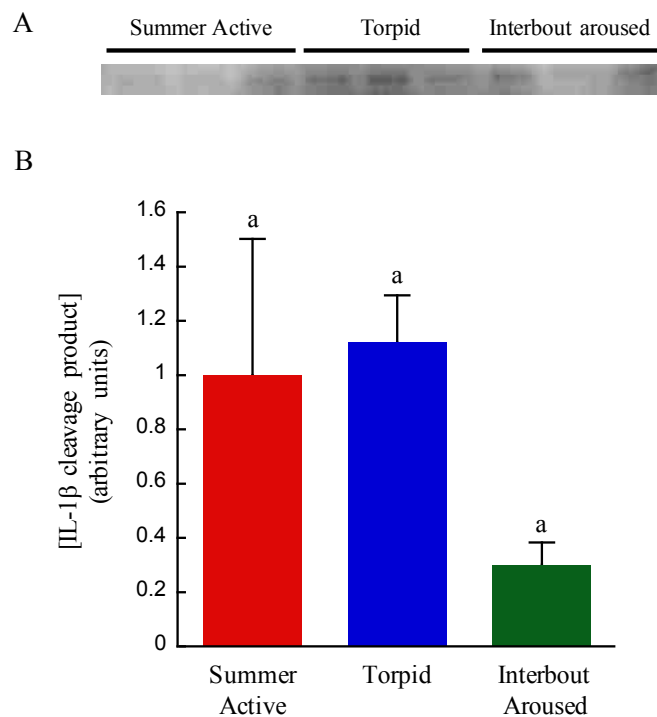 A
Summer Active Torpid Interbout aroused
B
[IL-1β cleavage product]
(arbitrary units)
1.6
1.4
1.2
1
0.8
0.6
0.4
0.2
0
a
a
a
Summer
Active
Torpid
Interbout
Aroused